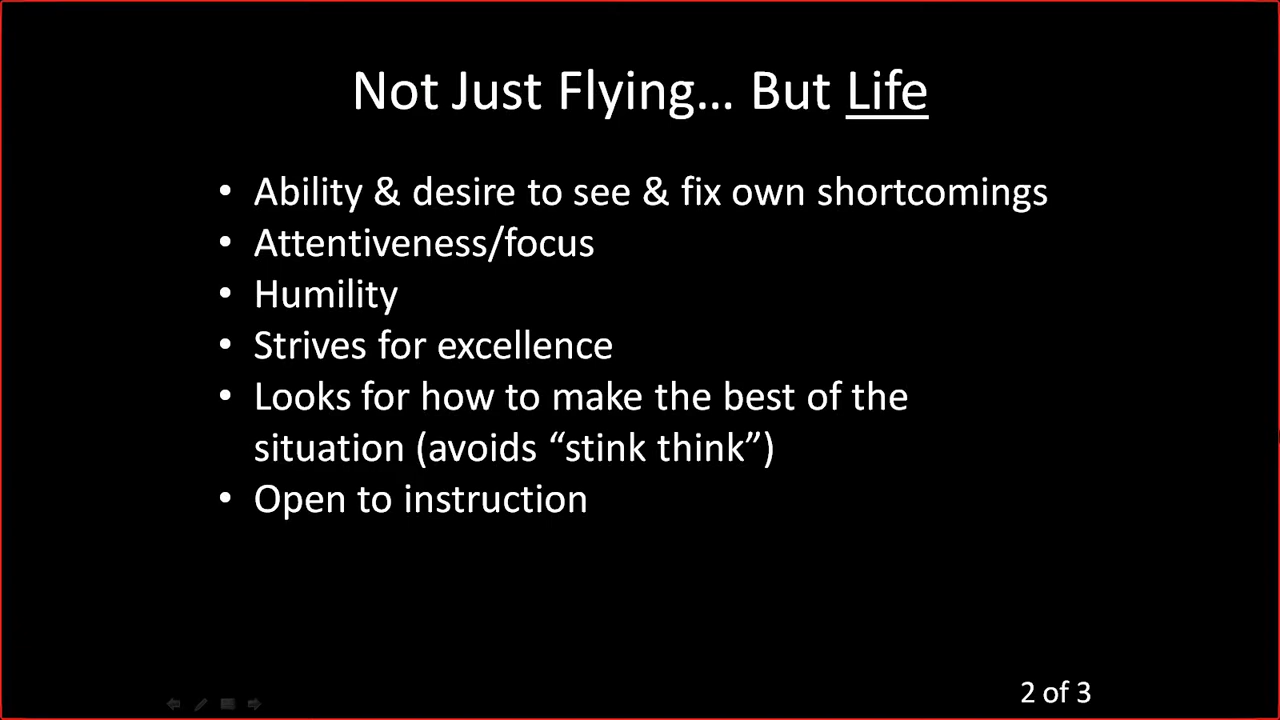 Not Just Flying... But Life
• Ability & desire to see & fix own shortcomings
• Attentiveness/focus
• Humility
• Strives for excellence
• Looks for how to make the best of the
situation (avoids “stink think”)
• Open to instruction
2 of 3